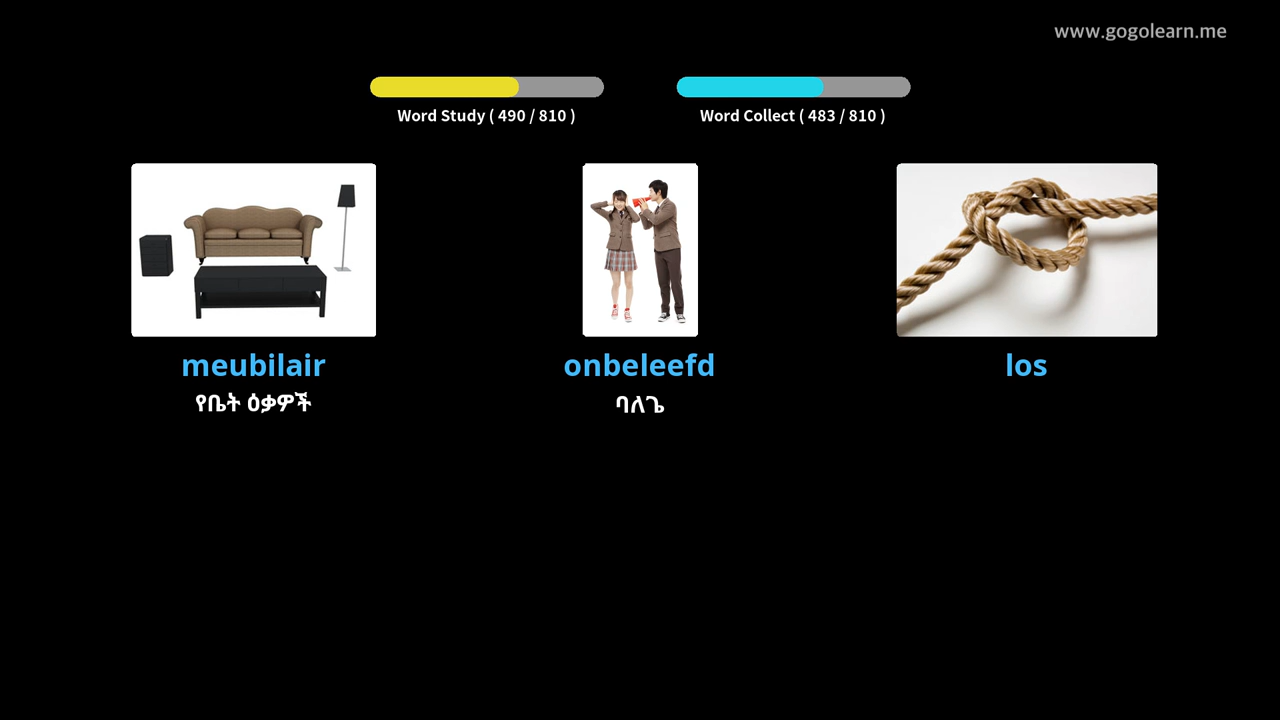 www.gogolearn.me
Word Study ( 490 / 810 )
Word Collect ( 483 / 810 )
meubilair
የቤት ዕቃዎች
onbeleefd
ባለጌ
los